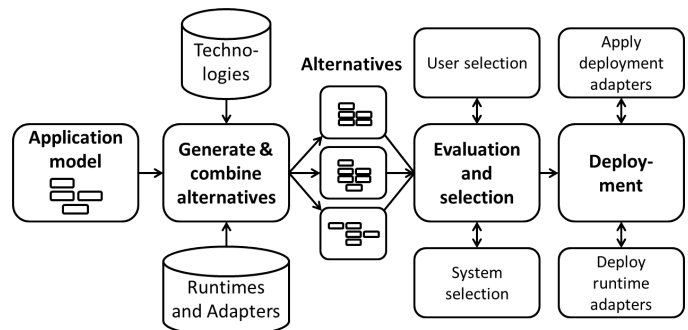 Techno-
logies
Alternatives
User selection
Apply
deployment
adapters
Application
model
Generate &
combine
alternatives
Evaluation
and
selection
Deploy-
ment
Runtimes
and Adapters
System
selection
Deploy
runtime
adapters